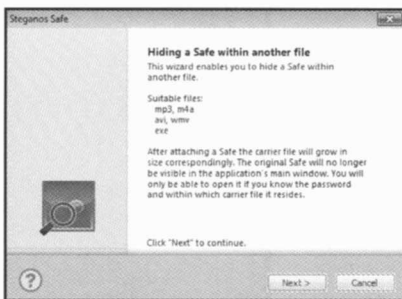 Steganos Safe
Hiding a Safe within another file
This wizard enables you to hide a Safe within
another file.
Suitable files:
mp3, m4a
avi, wmv
exe
After attaching a Safe the carrier file will grow in
size correspondingly. The original Safe will no longer
be visible in the application's main window. You will
only be able to open it if you know the password
and within which carrier file it resides.
Click "Next" to continue.
Next >
Cancel